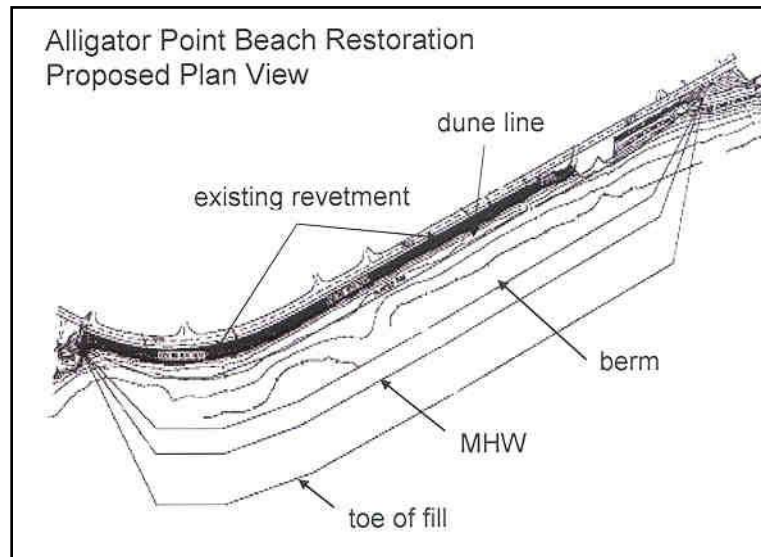 Alligator Point Beach Restoration
Proposed Plan View
dune line
existing revetment
berm
MHW
toe of fill